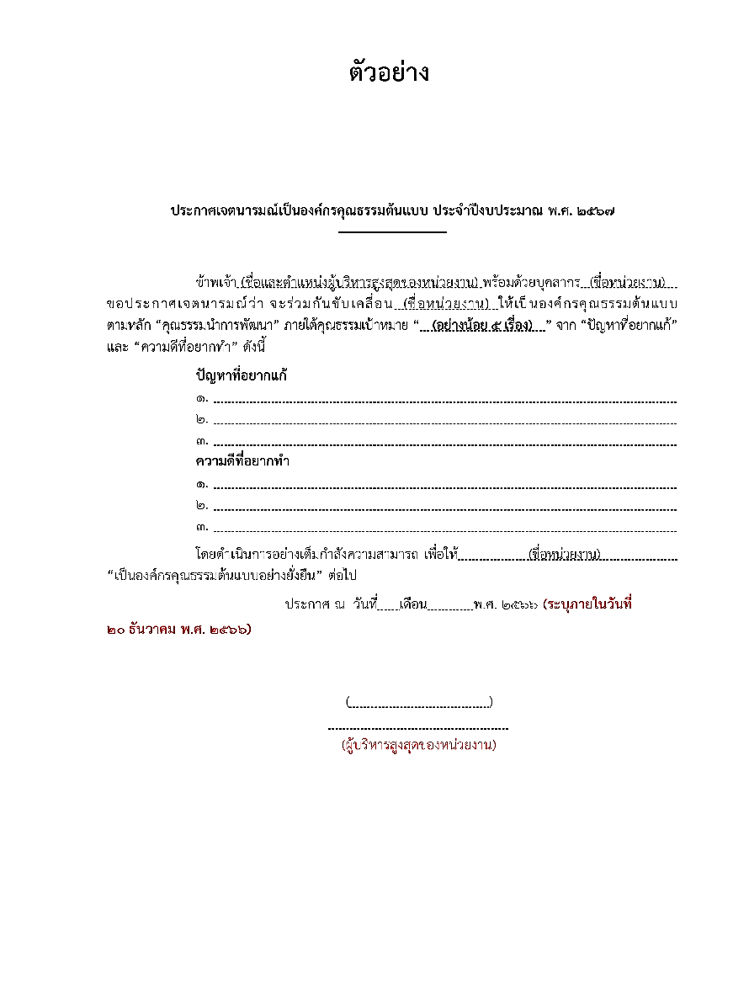 ตัวอย่าง
ประกาศเจตนารมณ์เป็นองค์กรคุณธรรมต้นแบบ ประจำปีงบประมาณ พ.ศ. ๒๕๖๗
ข้าพเจ้า (ชื่อและตำแหน่งผู้บริหารสูงสุดของหน่วยงาน) พร้อมด้วยบุคลากร (ชื่อหน่วยงาน)
ขอประกาศเจตนารมณ์ว่า จะร่วมกันขับเคลื่อน (ชื่อหน่วยงาน) ให้เป็นองค์กรคุณธรรมต้นแบบ
ตามหลัก “คุณธรรมนำการพัฒนา” ภายใต้คุณธรรมเป้าหมาย “ (อย่างน้อย ๕ เรื่อง) ” จาก “ปัญหาที่อยากแก้”
และ “ความดีที่อยากทำ” ดังนี้
ปัญหาที่อยากแก้
๑.
๒.
๓.
ความดีที่อยากทำ
๑.
๒.
๓.
โดยดำเนินการอย่างเต็มกำลังความสามารถ เพื่อให้ (ชื่อหน่วยงาน)
“เป็นองค์กรคุณธรรมต้นแบบอย่างยั่งยืน” ต่อไป
ประกาศ ณ วันที่......เดือน............พ.ศ. ๒๕๖๖ (ระบุภายในวันที่
๒๐ ธันวาคม พ.ศ. ๒๕๖๖)
(......................................)
.................................................
(ผู้บริหารสูงสุดของหน่วยงาน)